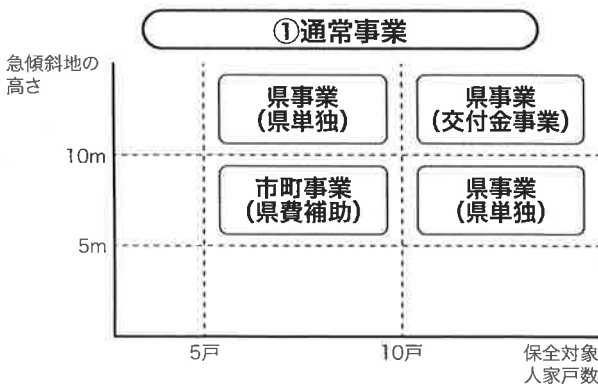 ①通常事業
急傾斜地の
高さ
県事業
(県単独)
県事業
(交付金事業)
10m
市町事業
(県費補助)
県事業
(県単独)
5m
5戸
10戸
保全対象
人家戸数